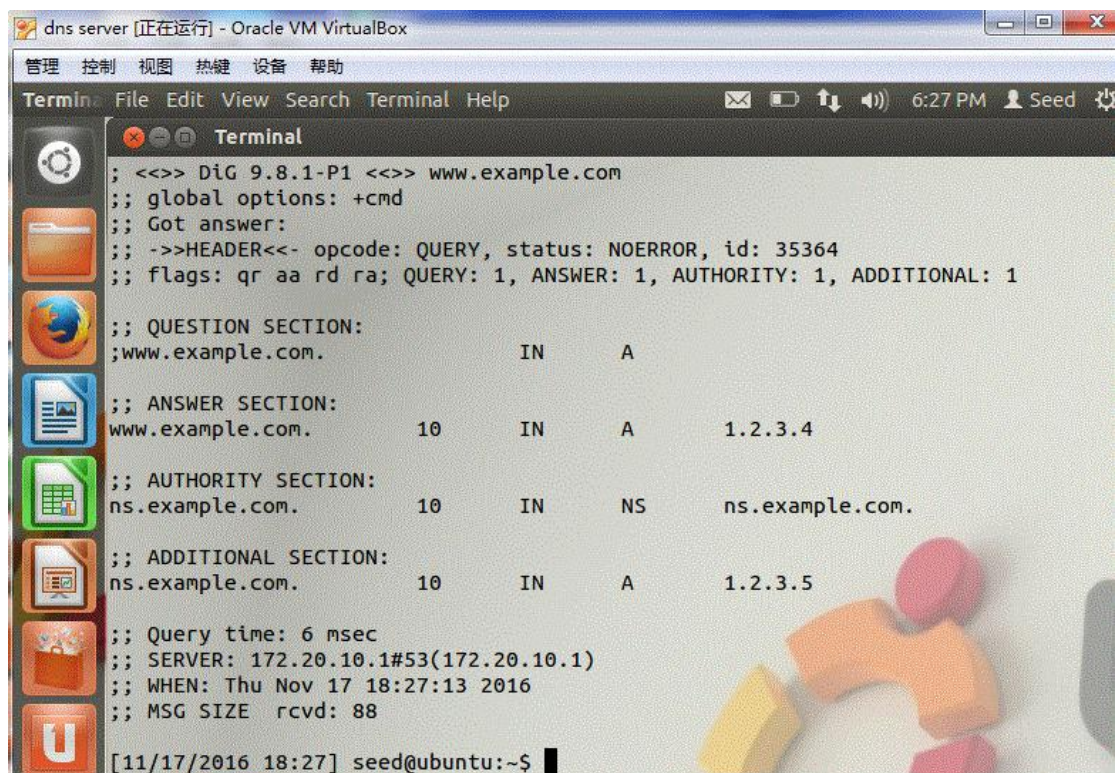 dns server [正在运行] - Oracle VM VirtualBox
管理 控制 视图 热键 设备 帮助
Termina File Edit View Search Terminal Help 6:27 PM Seed
Terminal
; <<>> DiG 9.8.1-P1 <<>> www.example.com
;; global options: +cmd
;; Got answer:
;; ->>HEADER<<- opcode: QUERY, status: NOERROR, id: 35364
;; flags: qr aa rd ra; QUERY: 1, ANSWER: 1, AUTHORITY: 1, ADDITIONAL: 1
;; QUESTION SECTION:
;www.example.com. IN A
;; ANSWER SECTION:
www.example.com. 10 IN A 1.2.3.4
;; AUTHORITY SECTION:
ns.example.com. 10 IN NS ns.example.com.
;; ADDITIONAL SECTION:
ns.example.com. 10 IN A 1.2.3.5
;; Query time: 6 msec
;; SERVER: 172.20.10.1#53(172.20.10.1)
;; WHEN: Thu Nov 17 18:27:13 2016
;; MSG SIZE rcvd: 88
[11/17/2016 18:27] seed@ubuntu:~$